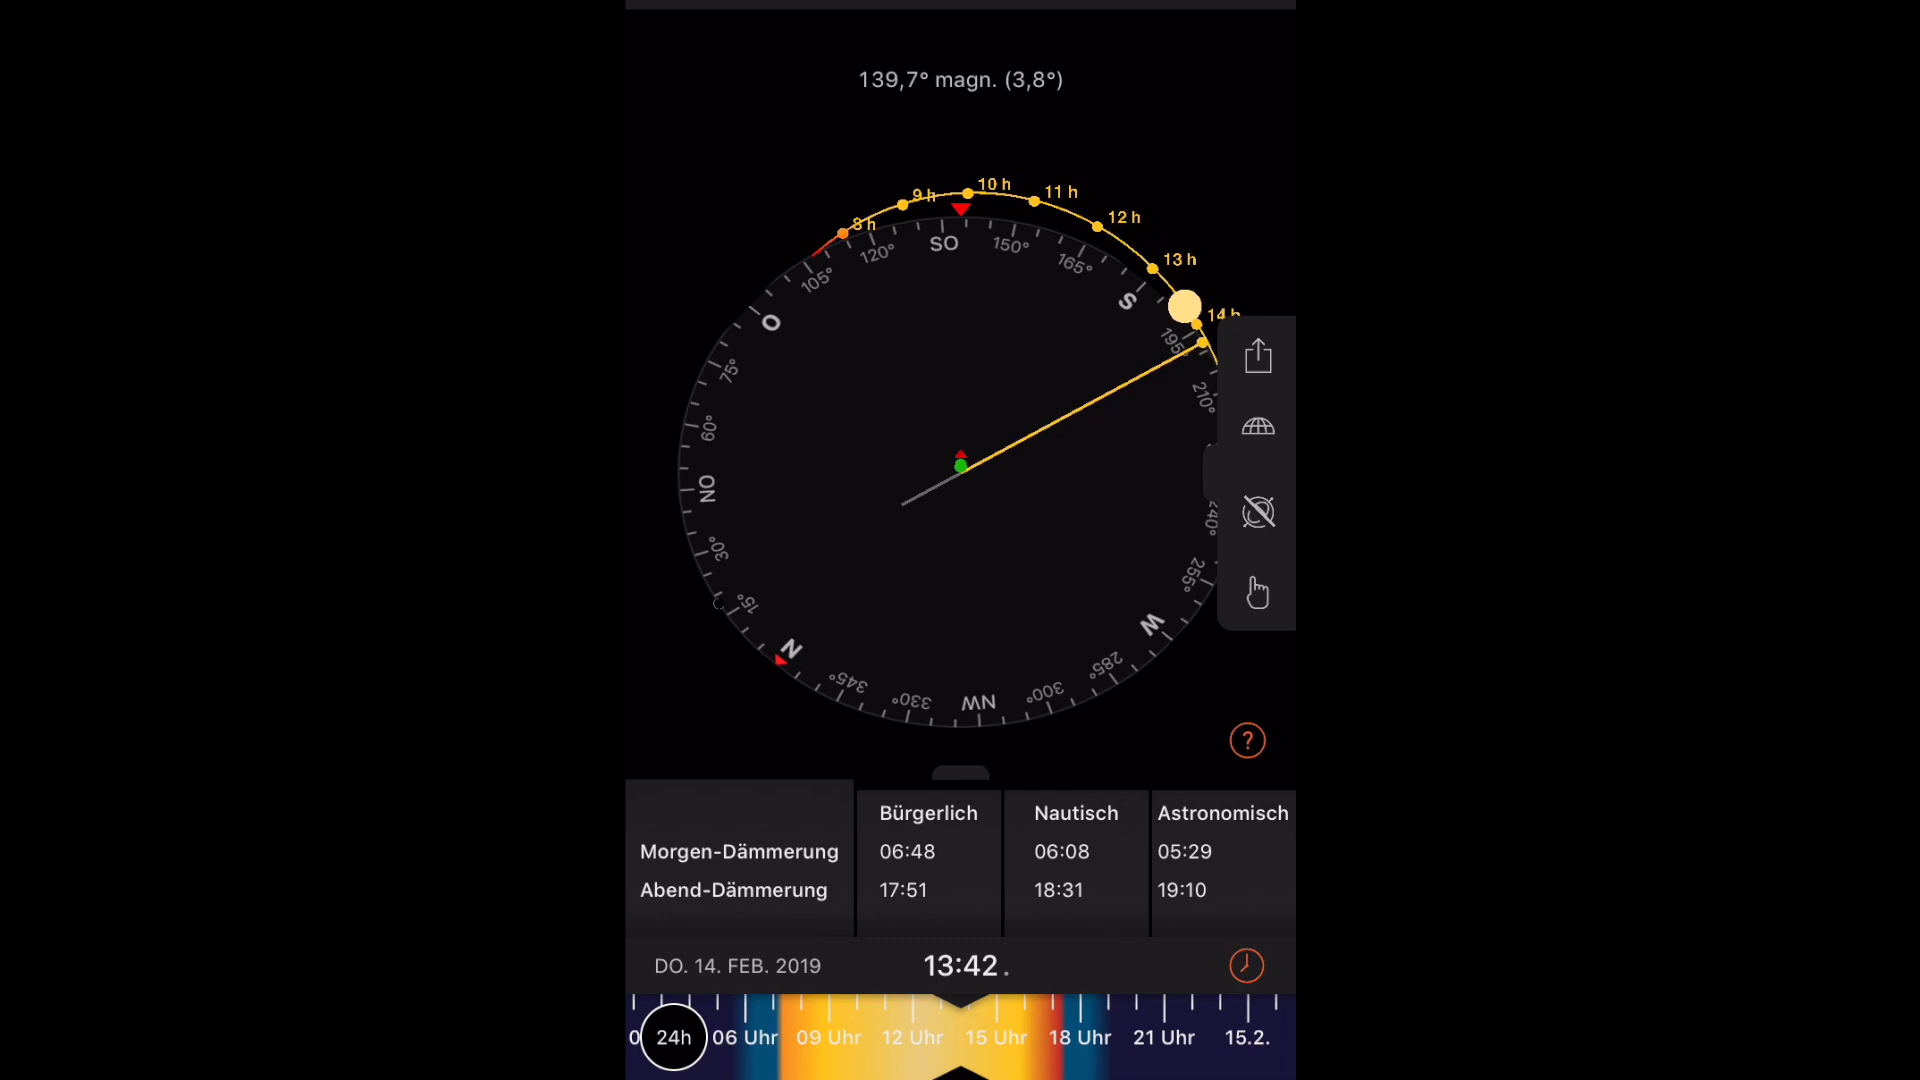 139,7° magn. (3,8°)
10 h
11 h
9 h
12 h
8 h
13 h
14 h
SO
150°
120°
165°
105°
S
O
195°
75°
210°
60°
NO
240°
30°
255°
15°
W
N
285°
345°
300°
330°
NW
?
Bürgerlich Nautisch Astronomisch
Morgen-Dämmerung 06:48 06:08 05:29
Abend-Dämmerung 17:51 18:31 19:10
DO. 14. FEB. 2019 13:42.
0 24h 06 Uhr 09 Uhr 12 Uhr 15 Uhr 18 Uhr 21 Uhr 15.2.